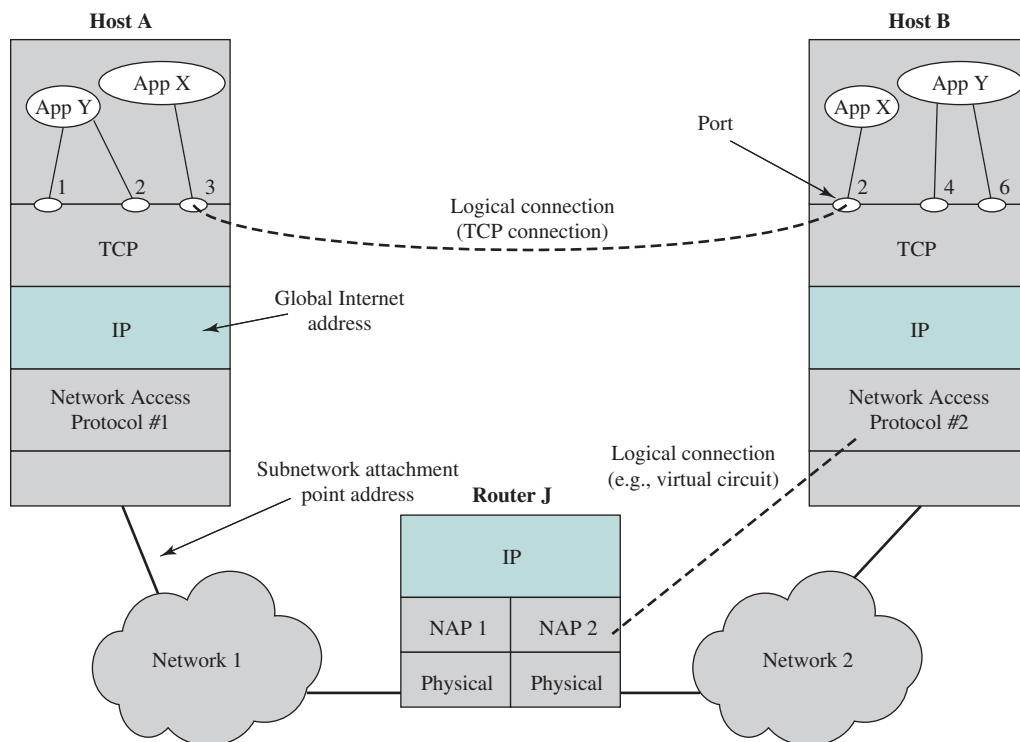 Host A
Host B
App X
App Y
App Y
App X
Port
1
2
3
2
4
6
Logical connection
(TCP connection)
TCP
TCP
Global Internet
address
IP
IP
Network Access
Protocol #1
Network Access
Protocol #2
Logical connection
(e.g., virtual circuit)
Subnetwork attachment
point address
Router J
IP
NAP 1
NAP 2
Network 1
Network 2
Physical
Physical